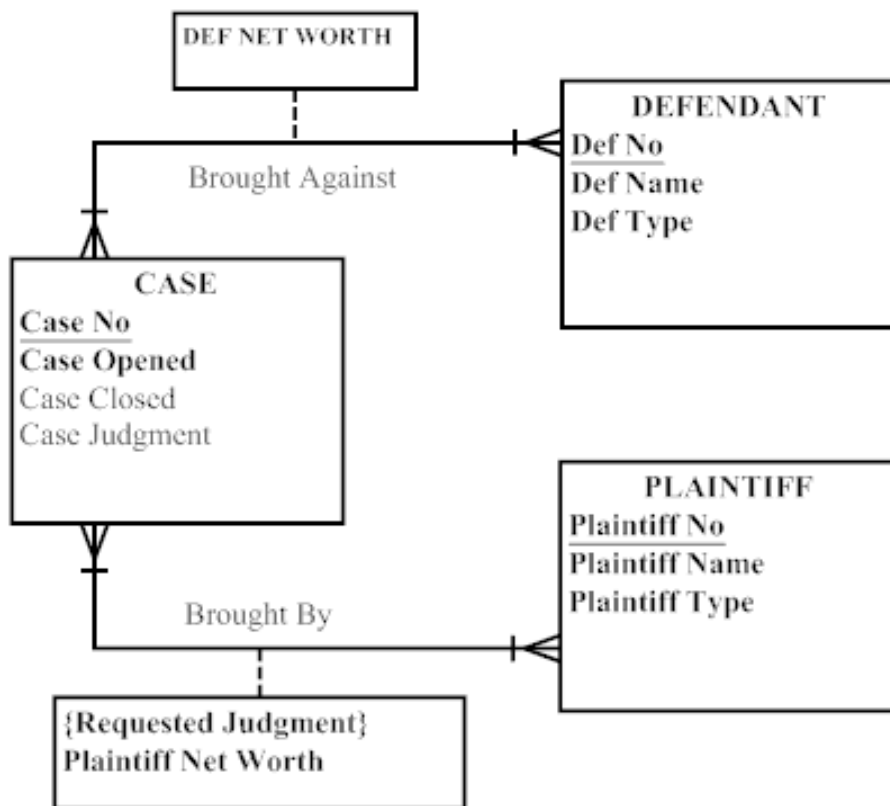 DEF NET WORTH
DEFENDANT
Def No
Def Name
Def Type
Brought Against
CASE
Case No
Case Opened
Case Closed
Case Judgment
PLAINTIFF
Plaintiff No
Plaintiff Name
Plaintiff Type
Brought By
{Requested Judgment}
Plaintiff Net Worth